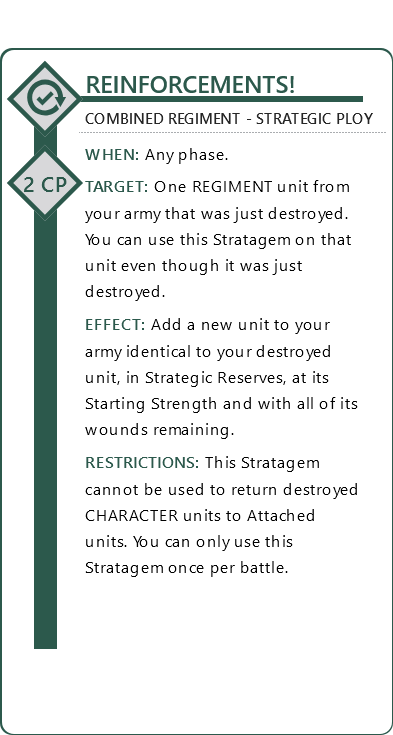 REINFORCEMENTS!
COMBINED REGIMENT - STRATEGIC PLOY
2 CP
WHEN: Any phase.
TARGET: One REGIMENT unit from
your army that was just destroyed.
You can use this Stratagem on that
unit even though it was just
destroyed.
EFFECT: Add a new unit to your
army identical to your destroyed
unit, in Strategic Reserves, at its
Starting Strength and with all of its
wounds remaining.
RESTRICTIONS: This Stratagem
cannot be used to return destroyed
CHARACTER units to Attached
units. You can only use this
Stratagem once per battle.